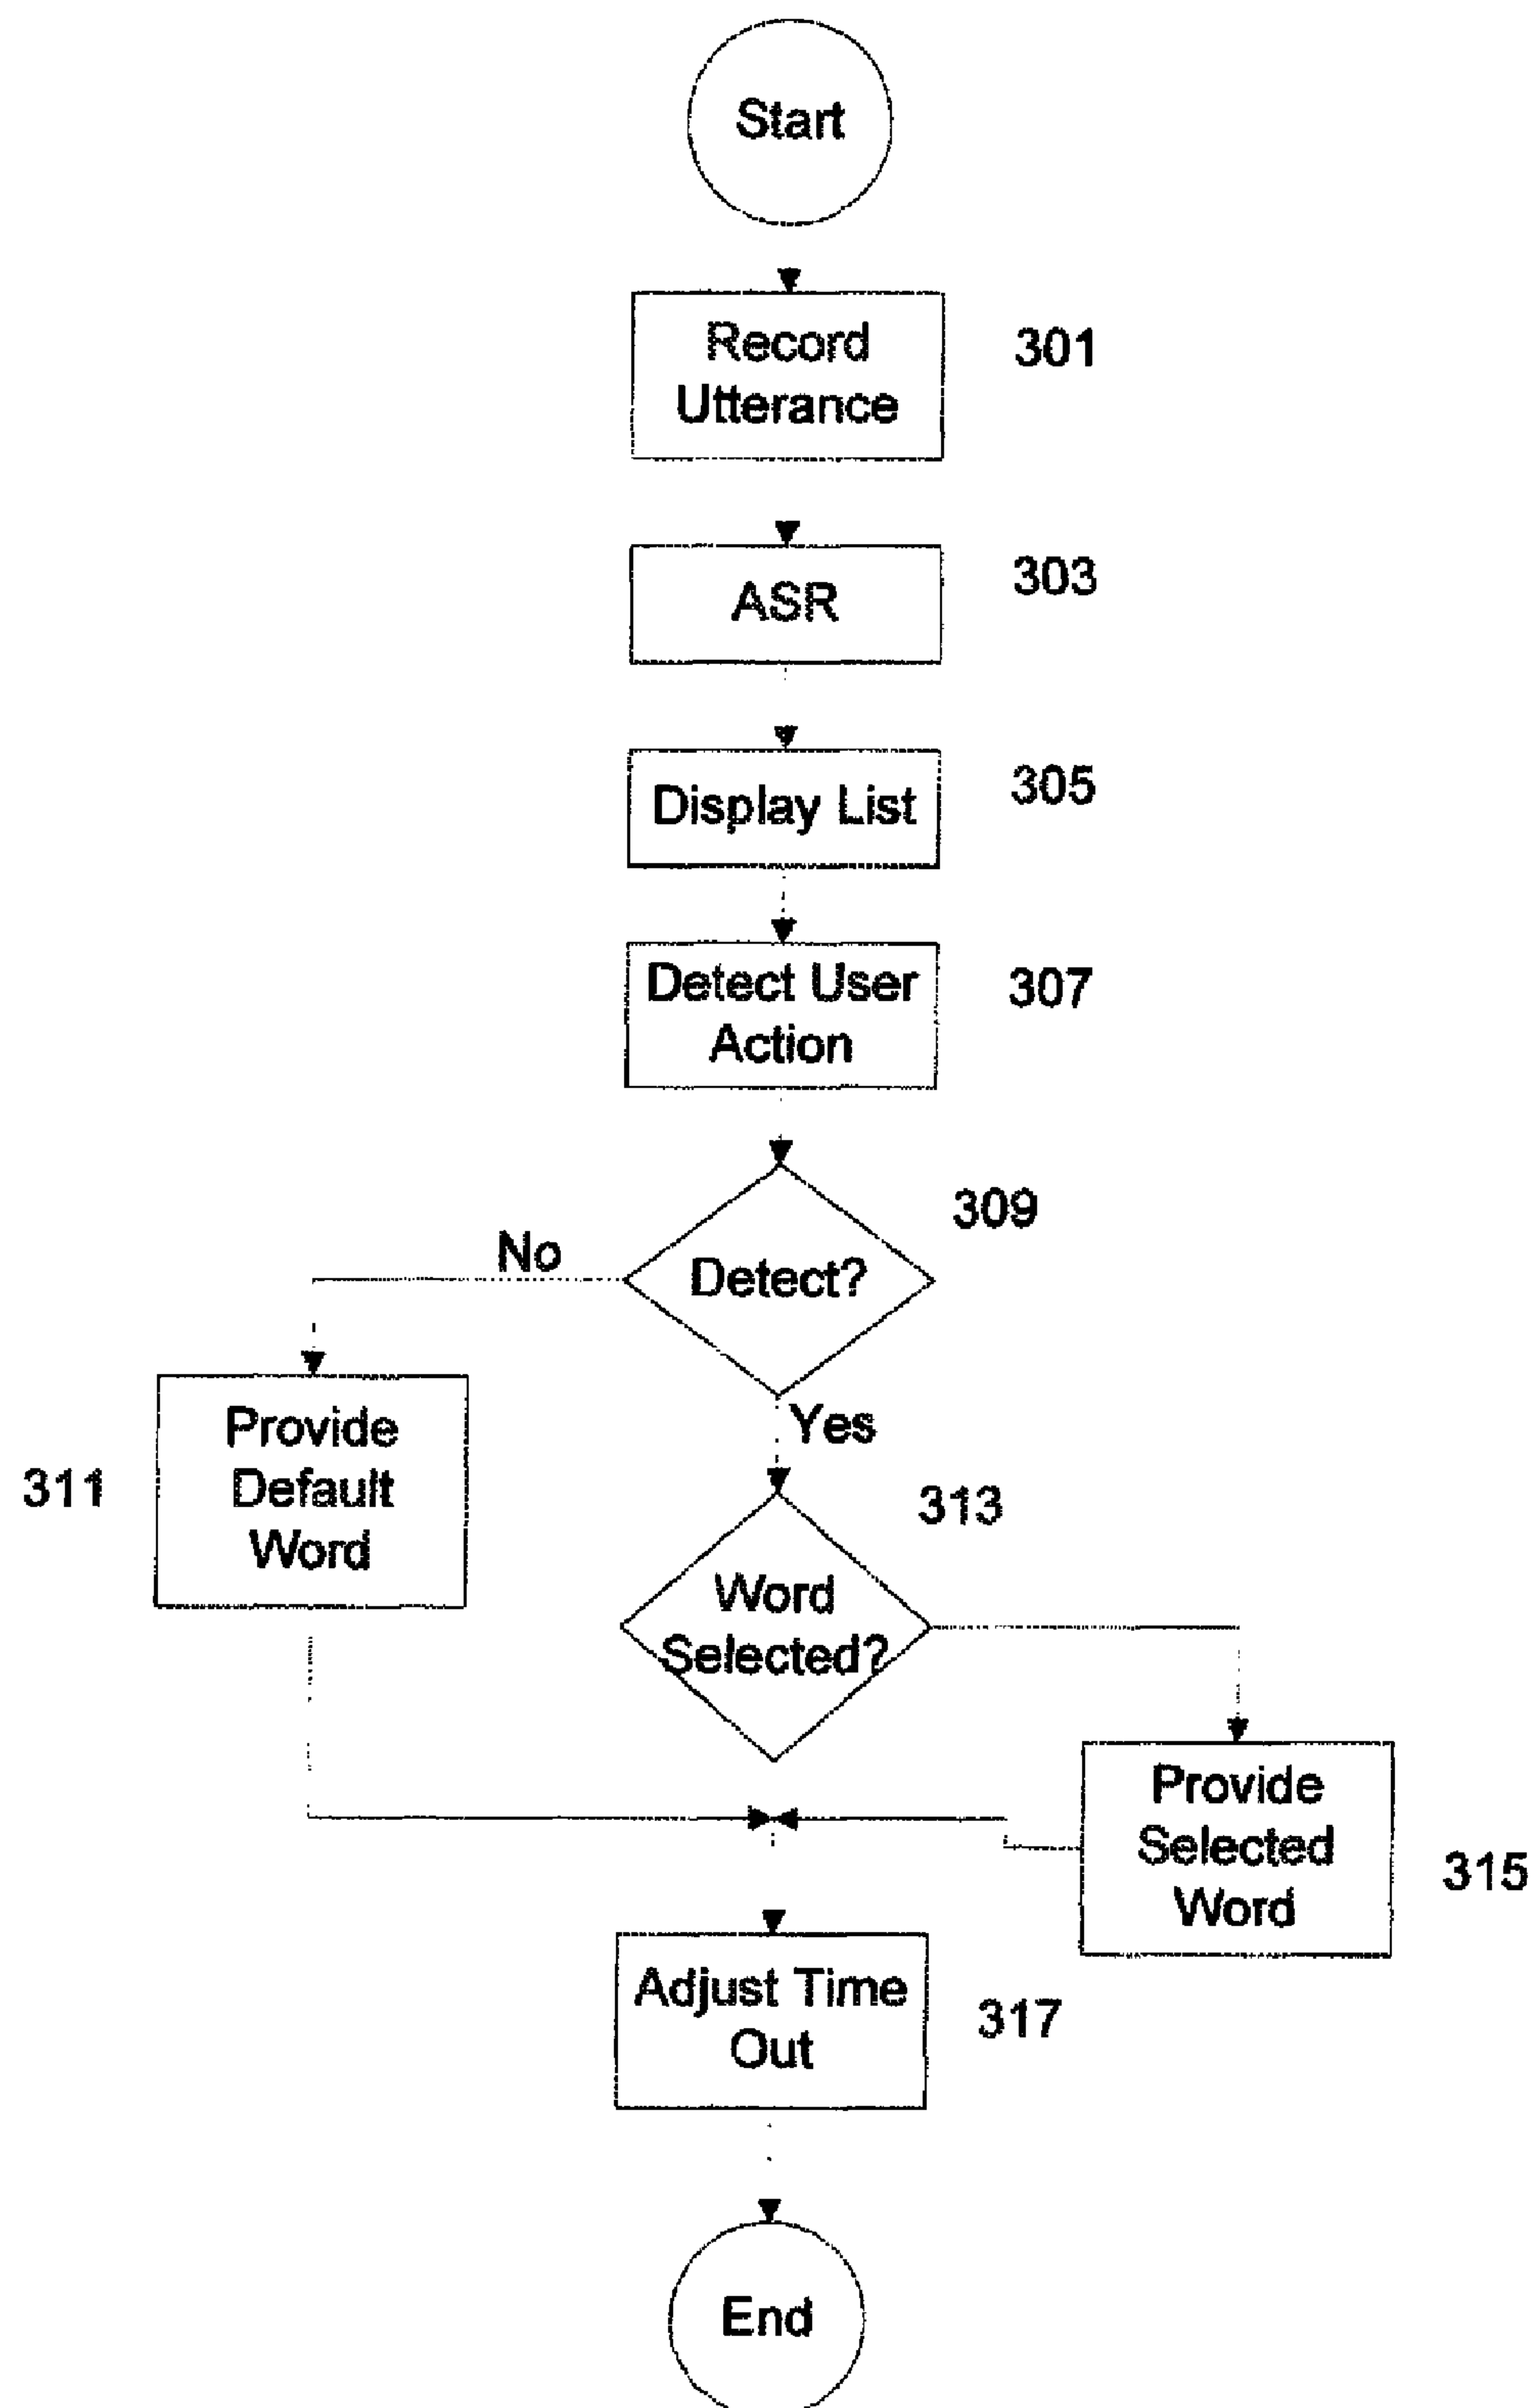 Start
Record
Utterance
301
ASR
303
Display List
305
Detect User
Action
307
309
No
Detect?
Yes
Provide
Default
Word
311
313
Word
Selected?
Provide
Selected
Word
315
Adjust Time
Out
317
End